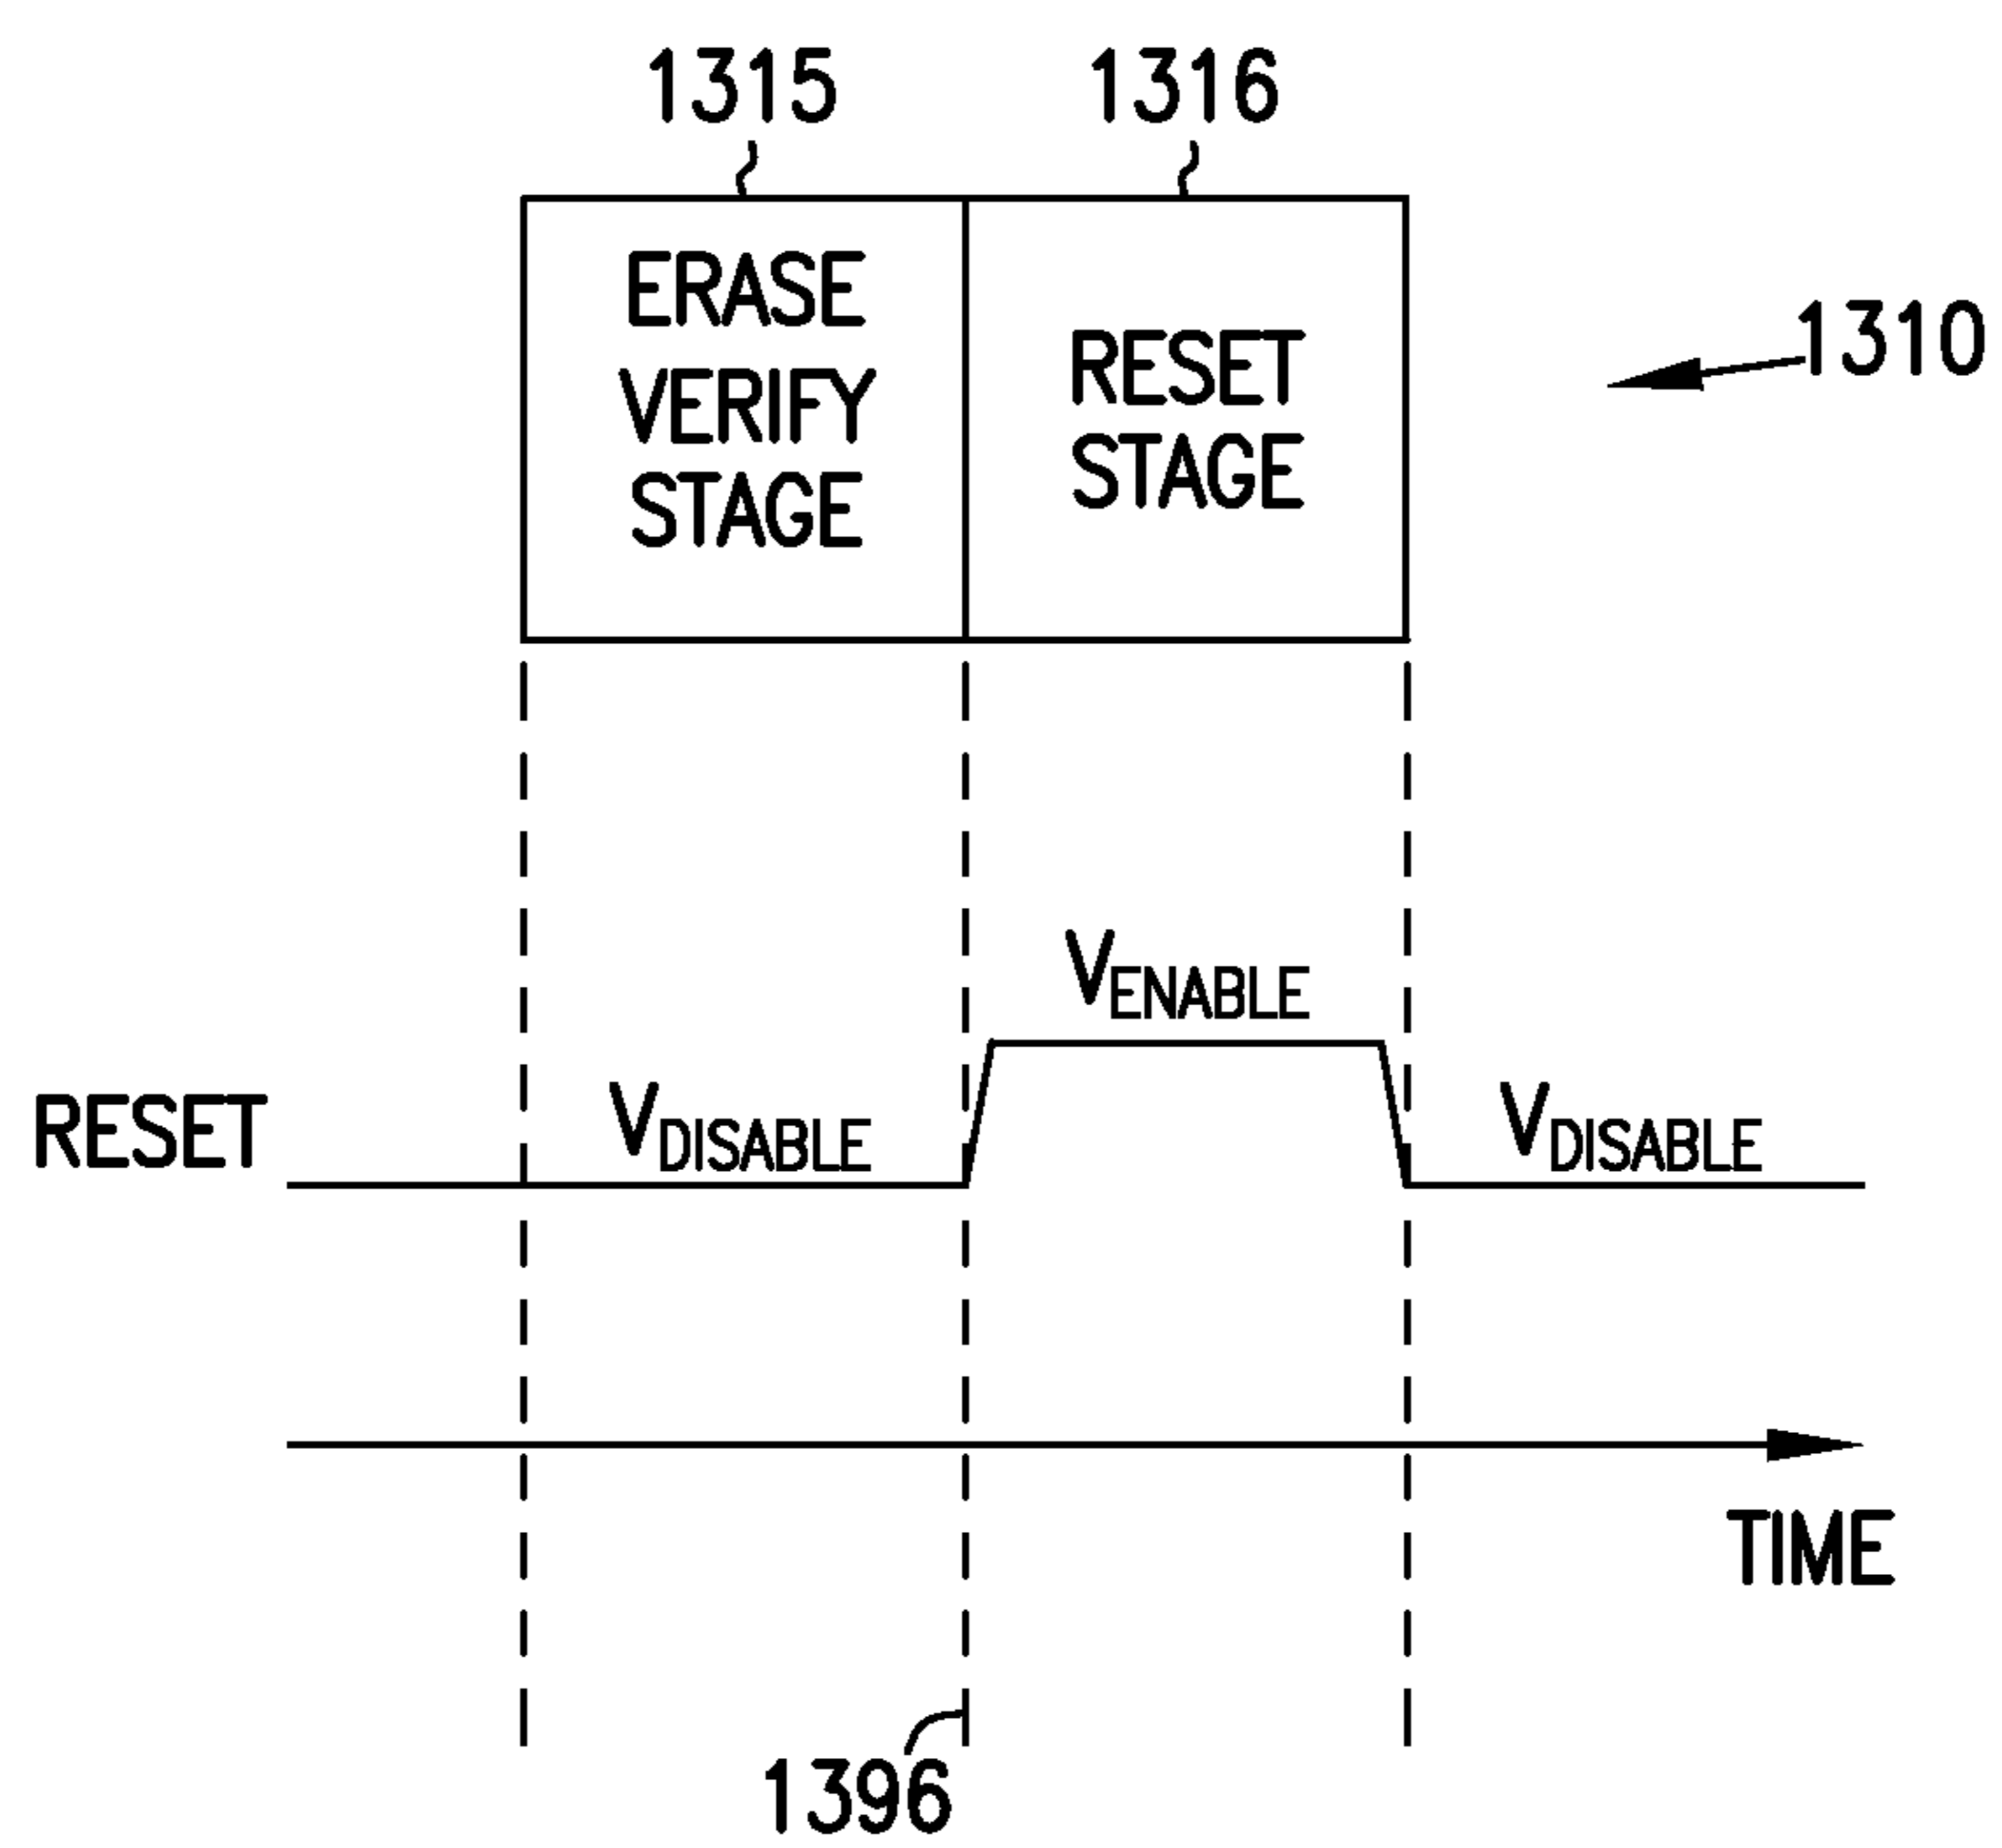 1315
1316
ERASE
VERIFY
STAGE
RESET
STAGE
1310
VENABLE
RESET
VDISABLE
VDISABLE
TIME
1396